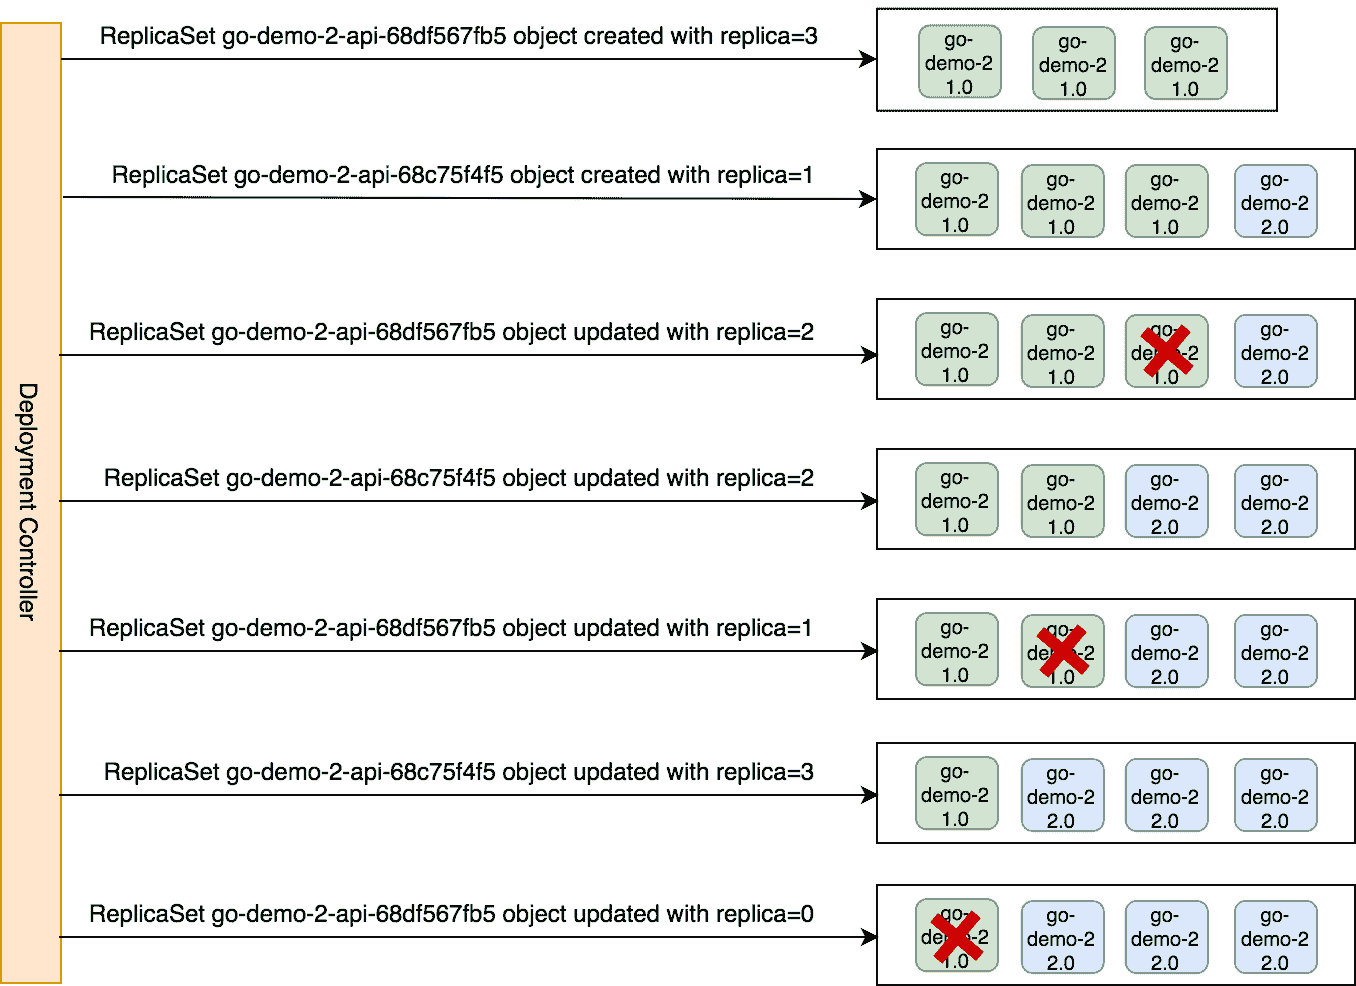 Deployment Controller
ReplicaSet go-demo-2-api-68df567fb5 object created with replica=3
go-
demo-2
1.0
go-
demo-2
1.0
go-
demo-2
1.0
ReplicaSet go-demo-2-api-68c75f4f5 object created with replica=1
go-
demo-2
1.0
go-
demo-2
1.0
go-
demo-2
1.0
go-
demo-2
2.0
ReplicaSet go-demo-2-api-68df567fb5 object updated with replica=2
go-
demo-2
1.0
go-
demo-2
1.0
go-
demo-2
1.0
go-
demo-2
2.0
ReplicaSet go-demo-2-api-68c75f4f5 object updated with replica=2
go-
demo-2
1.0
go-
demo-2
1.0
go-
demo-2
2.0
go-
demo-2
2.0
ReplicaSet go-demo-2-api-68df567fb5 object updated with replica=1
go-
demo-2
1.0
go-
demo-2
1.0
go-
demo-2
2.0
go-
demo-2
2.0
ReplicaSet go-demo-2-api-68c75f4f5 object updated with replica=3
go-
demo-2
1.0
go-
demo-2
2.0
go-
demo-2
2.0
go-
demo-2
2.0
ReplicaSet go-demo-2-api-68df567fb5 object updated with replica=0
go-
demo-2
1.0
go-
demo-2
2.0
go-
demo-2
2.0
go-
demo-2
2.0